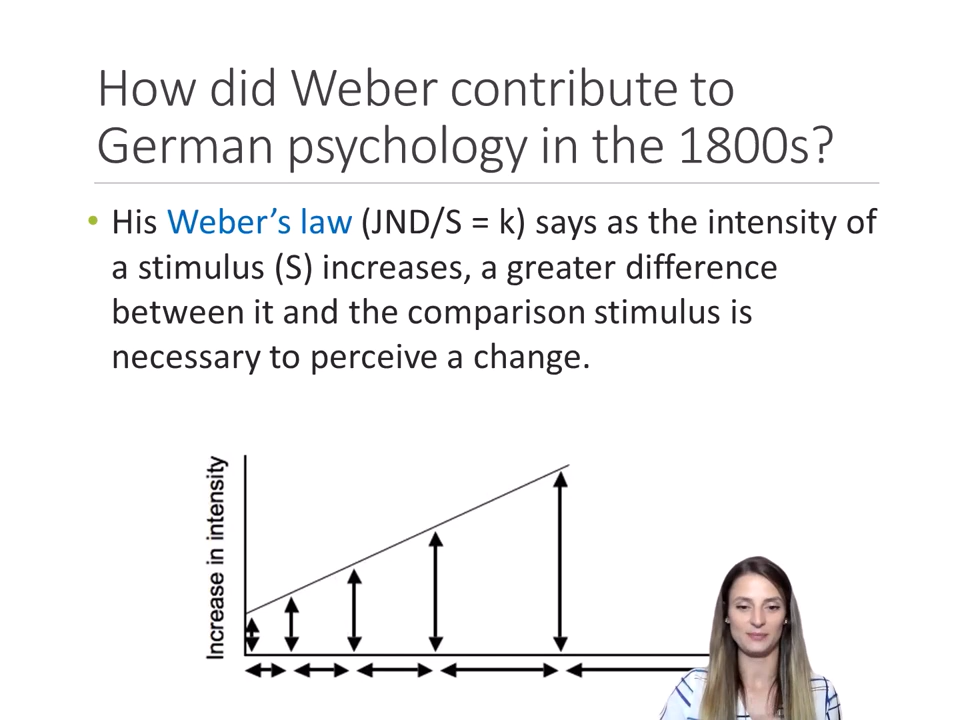 How did Weber contribute to
German psychology in the 1800s?
• His Weber’s law (JND/S = k) says as the intensity of
a stimulus (S) increases, a greater difference
between it and the comparison stimulus is
necessary to perceive a change.
Increase in intensity